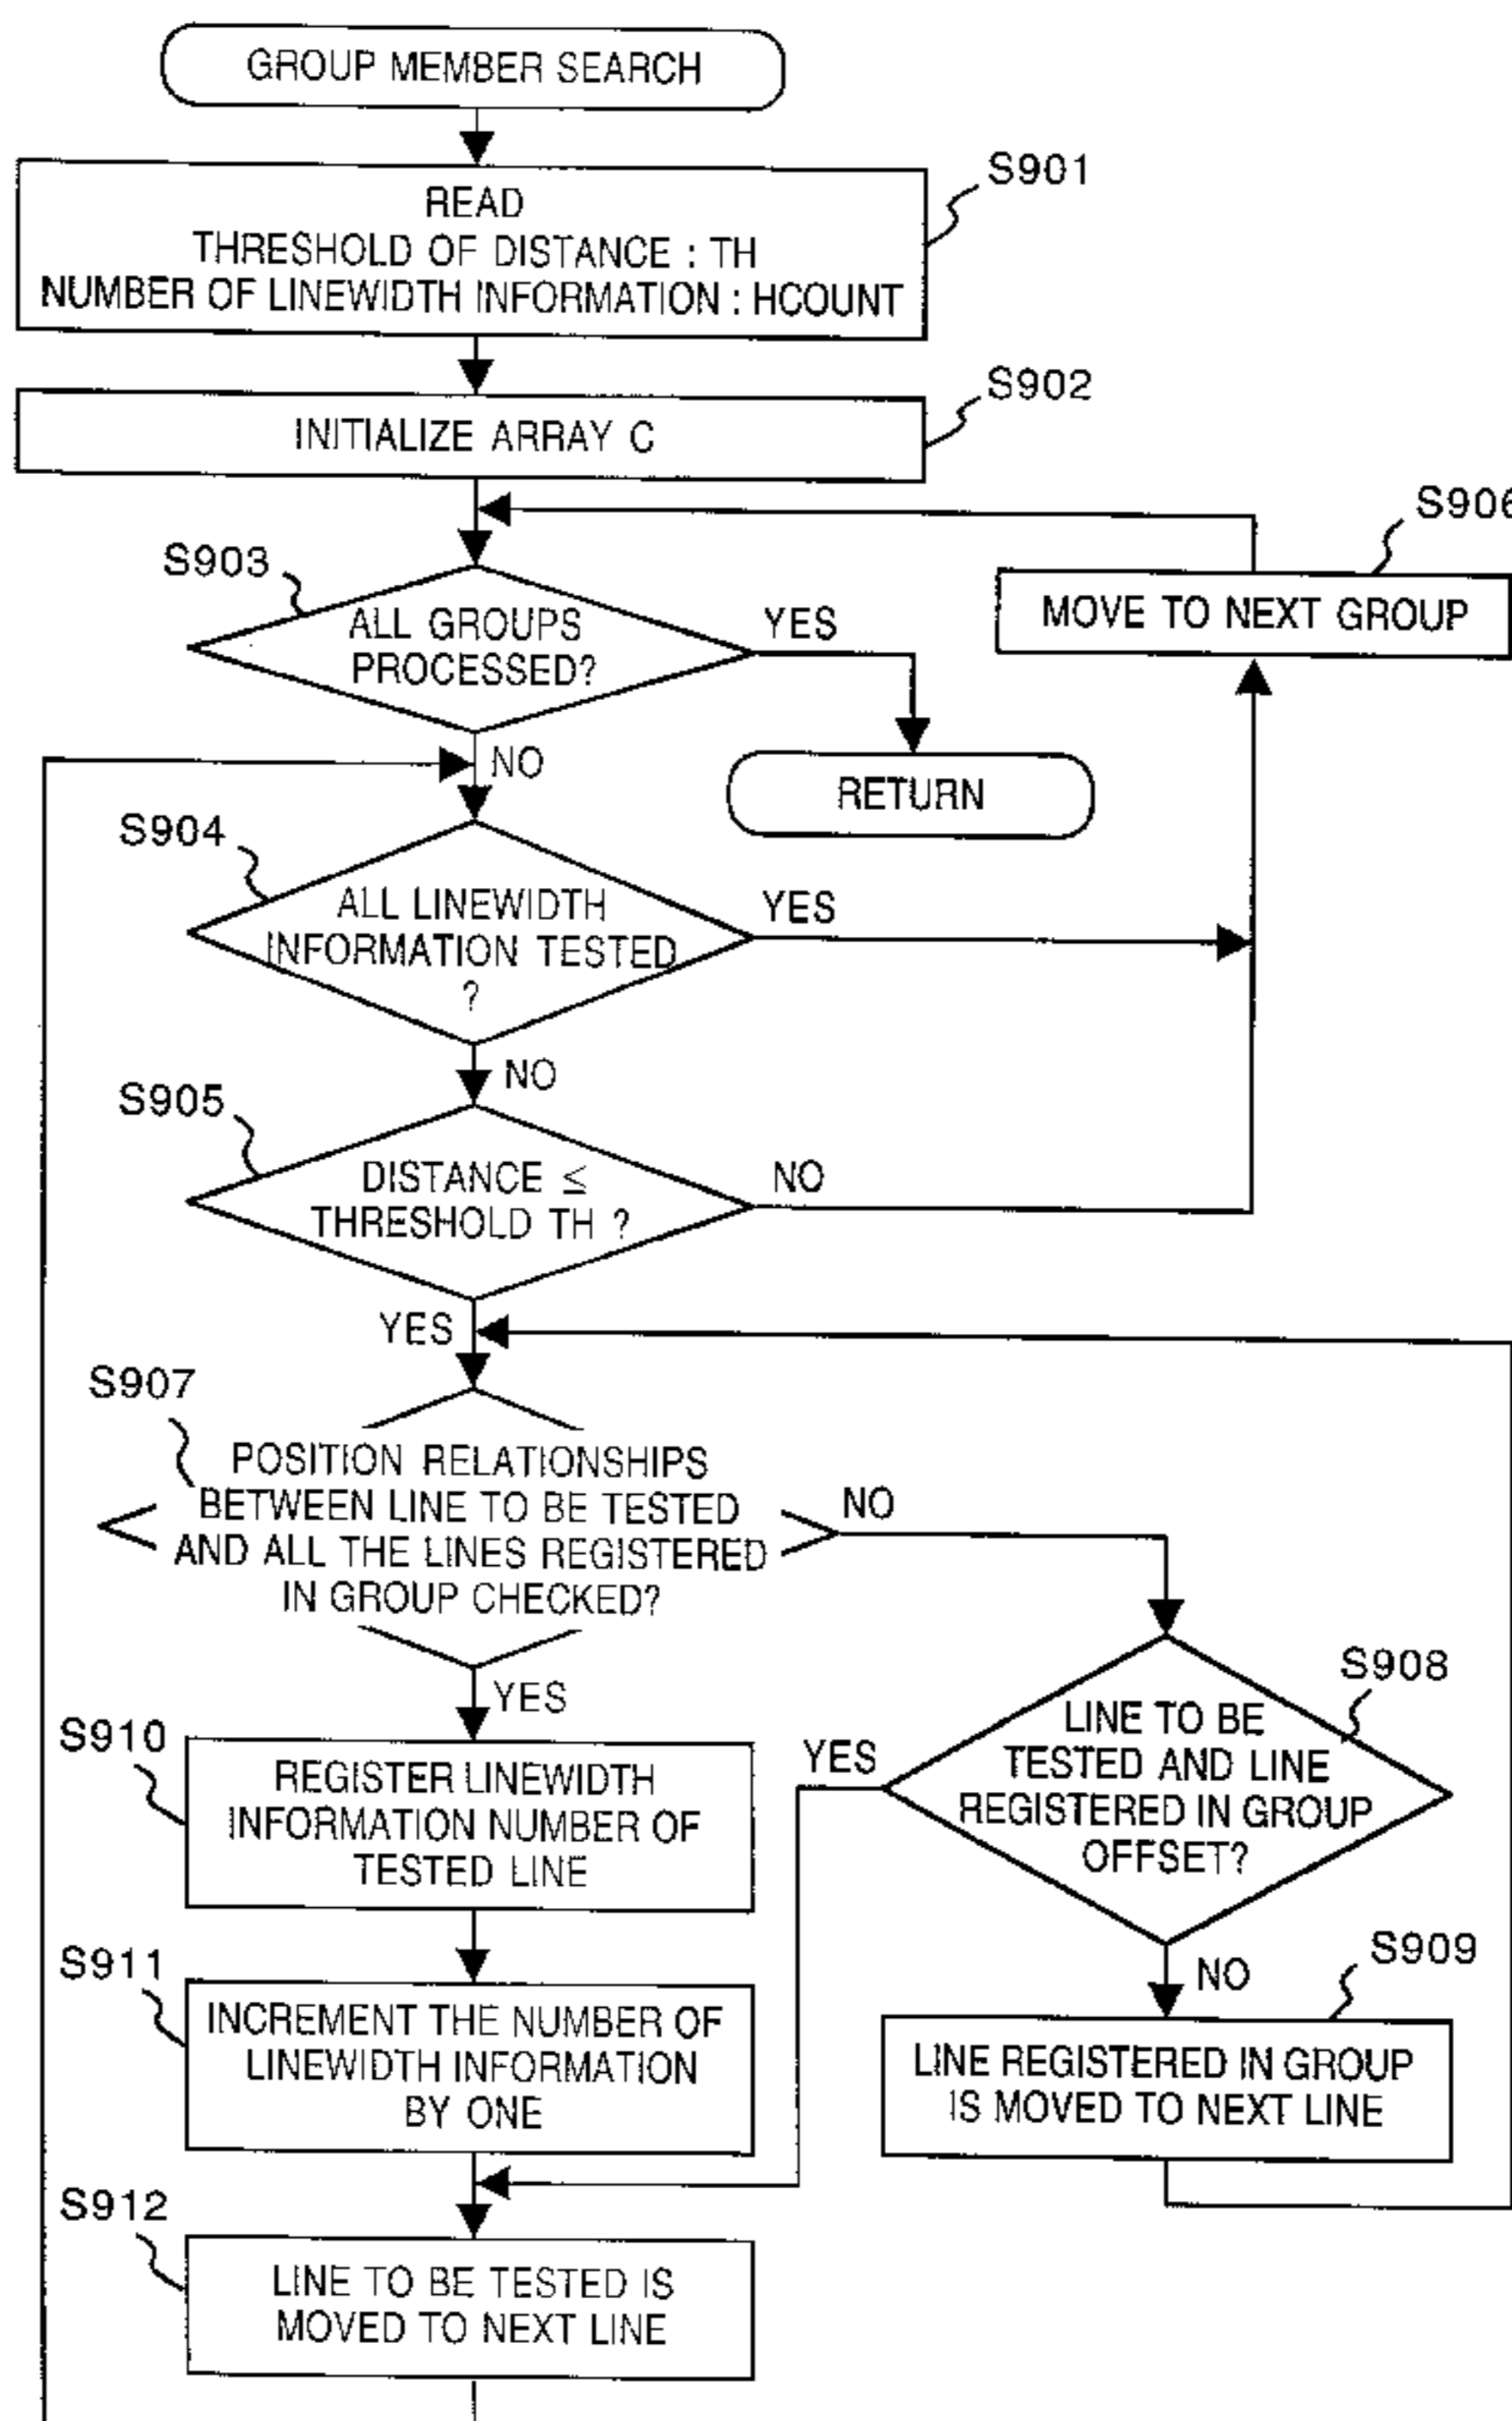 GROUP MEMBER SEARCH
S901
READ
THRESHOLD OF DISTANCE : TH
NUMBER OF LINEWIDTH INFORMATION : HCOUNT
S902
INITIALIZE ARRAY C
S906
MOVE TO NEXT GROUP
S903
ALL GROUPS
PROCESSED?
YES
NO
RETURN
S904
ALL LINEWIDTH
INFORMATION TESTED
?
YES
NO
S905
DISTANCE ≤
THRESHOLD TH ?
NO
YES
S907
POSITION RELATIONSHIPS
BETWEEN LINE TO BE TESTED
AND ALL THE LINES REGISTERED
IN GROUP CHECKED?
NO
YES
S908
LINE TO BE
TESTED AND LINE
REGISTERED IN GROUP
OFFSET?
YES
NO
S909
LINE REGISTERED IN GROUP
IS MOVED TO NEXT LINE
S910
REGISTER LINEWIDTH
INFORMATION NUMBER OF
TESTED LINE
S911
INCREMENT THE NUMBER OF
LINEWIDTH INFORMATION
BY ONE
S912
LINE TO BE TESTED IS
MOVED TO NEXT LINE